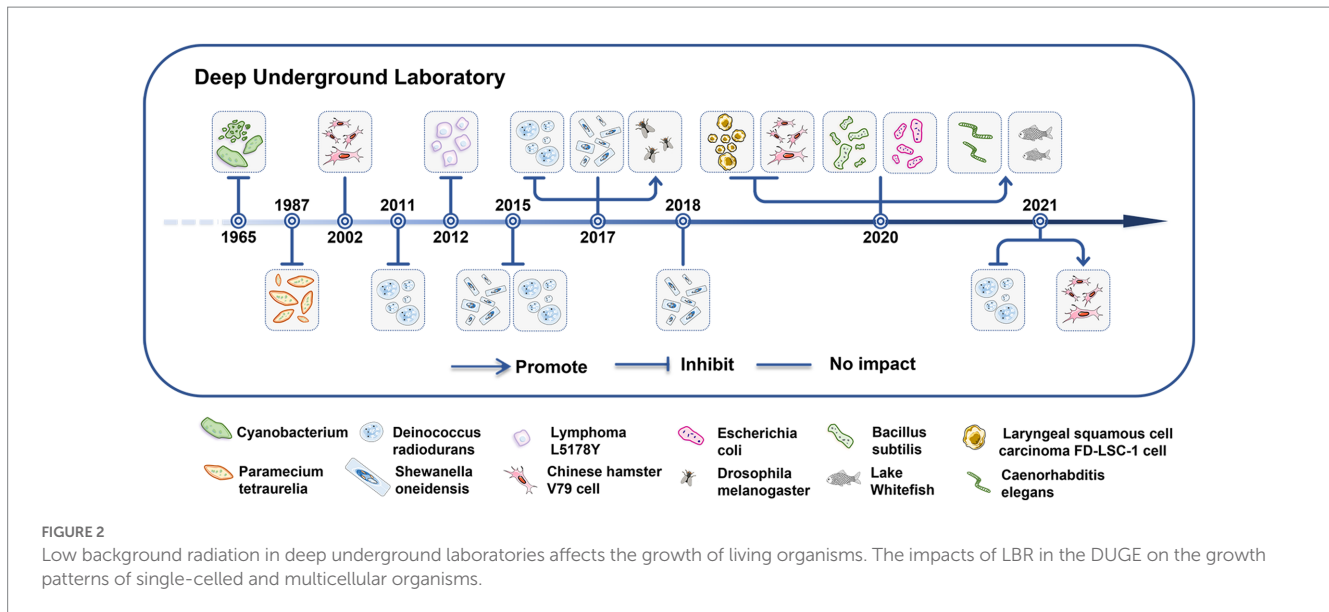 Deep Underground Laboratory
1987
2011
2015
2018
2021
1965
2002
2012
2017
2020
Promote
Inhibit
No impact
Cyanobacterium
Deinococcus
radiodurans
Lymphoma
L5178Y
Escherichia
coli
Bacillus
subtilis
Laryngeal squamous cell
carcinoma FD-LSC-1 cell
Paramecium
tetraurelia
Shewanella
oneidensis
Chinese hamster
V79 cell
Drosophila
melanogaster
Lake
Whitefish
Caenorhabditis
elegans
FIGURE 2
Low background radiation in deep underground laboratories affects the growth of living organisms. The impacts of LBR in the DUGE on the growth
patterns of single-celled and multicellular organisms.